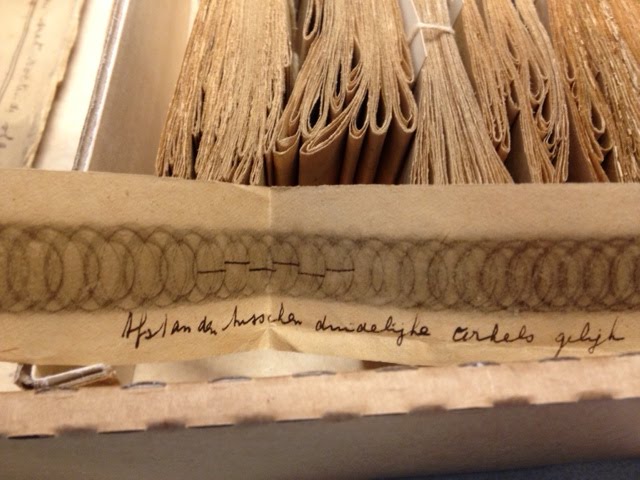 Afstanden tusschen duidelijke cirkels gelijk